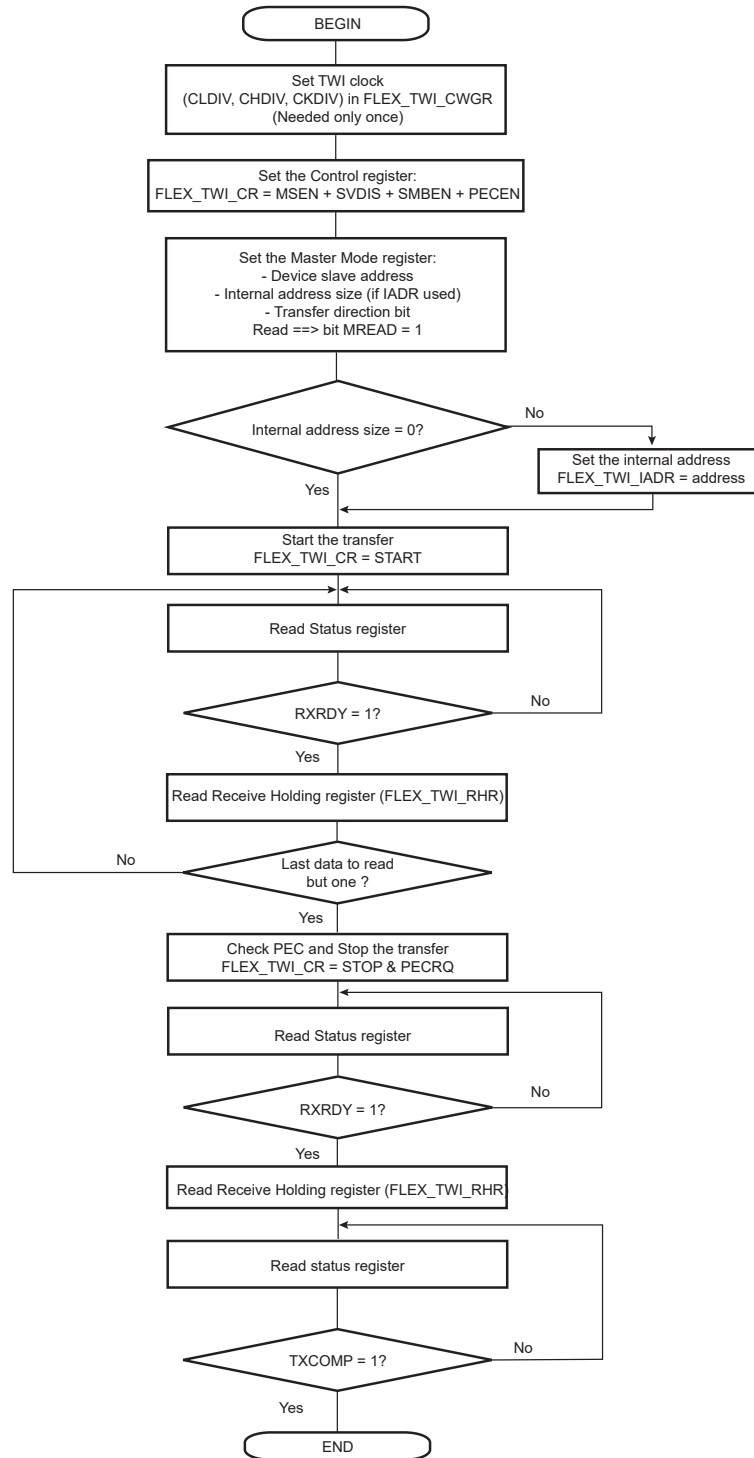 BEGIN
Set TWI clock
(CLDIV, CHDIV, CKDIV) in FLEX_TWI_CWGR
(Needed only once)
Set the Control register:
FLEX_TWI_CR = MSEN + SVDIS + SMBEN + PECEN
Set the Master Mode register:
- Device slave address
- Internal address size (if IADR used)
- Transfer direction bit
Read ==> bit MREAD = 1
Internal address size = 0?
No
Set the internal address
FLEX_TWI_IADR = address
Yes
Start the transfer
FLEX_TWI_CR = START
Read Status register
RXRDY = 1?
No
Yes
Read Receive Holding register (FLEX_TWI_RHR)
No
Last data to read
but one ?
Yes
Check PEC and Stop the transfer
FLEX_TWI_CR = STOP & PECRQ
Read Status register
RXRDY = 1?
No
Yes
Read Receive Holding register (FLEX_TWI_RHR)
Read status register
TXCOMP = 1?
No
Yes
END